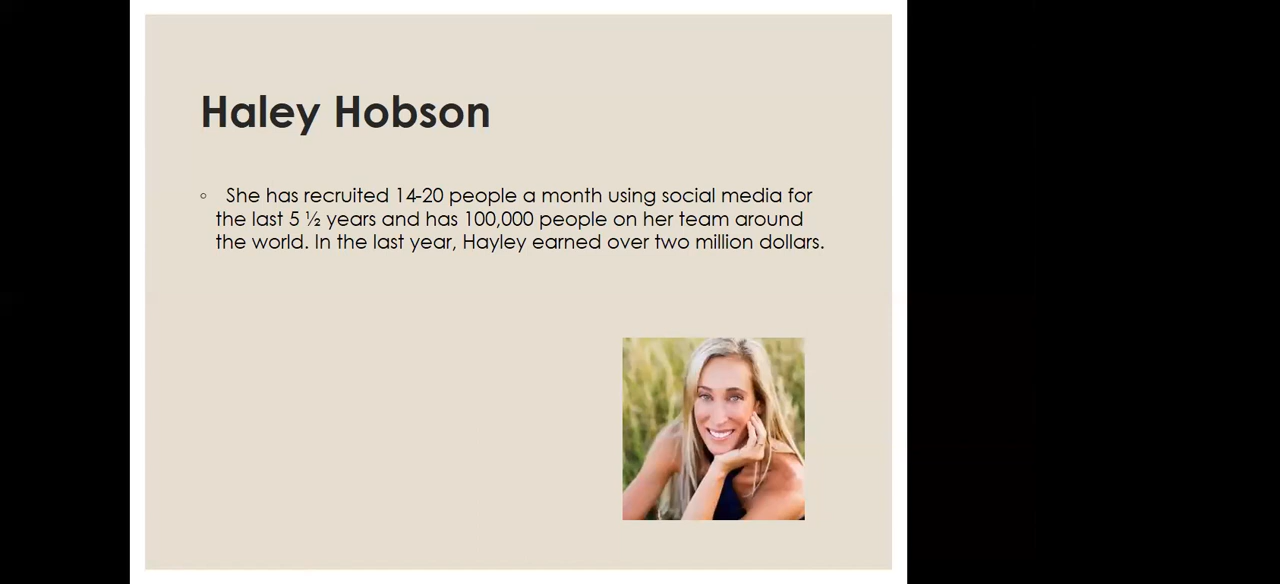 Haley Hobson
◦ She has recruited 14-20 people a month using social media for
the last 5 ½ years and has 100,000 people on her team around
the world. In the last year, Hayley earned over two million dollars.